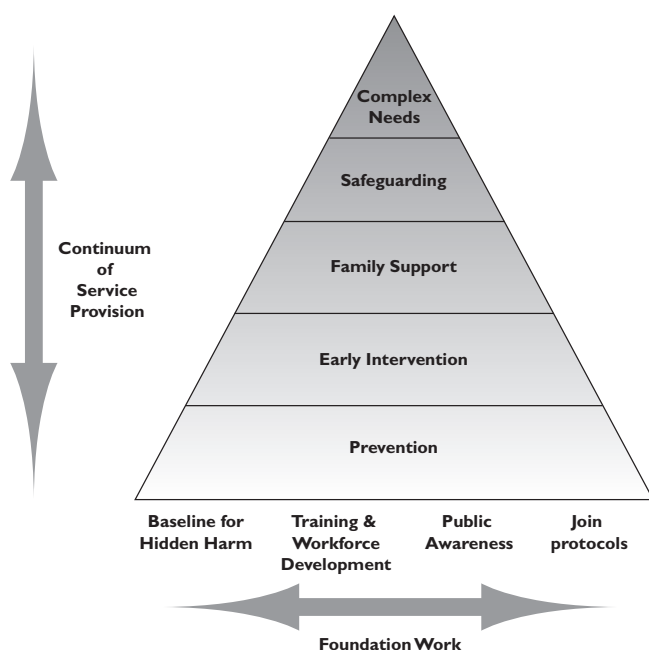 Complex
Needs
Safeguarding
Family Support
Early Intervention
Prevention
Continuum
of
Service
Provision
Baseline for
Hidden Harm
Training &
Workforce
Development
Public
Awareness
Join
protocols
Foundation Work